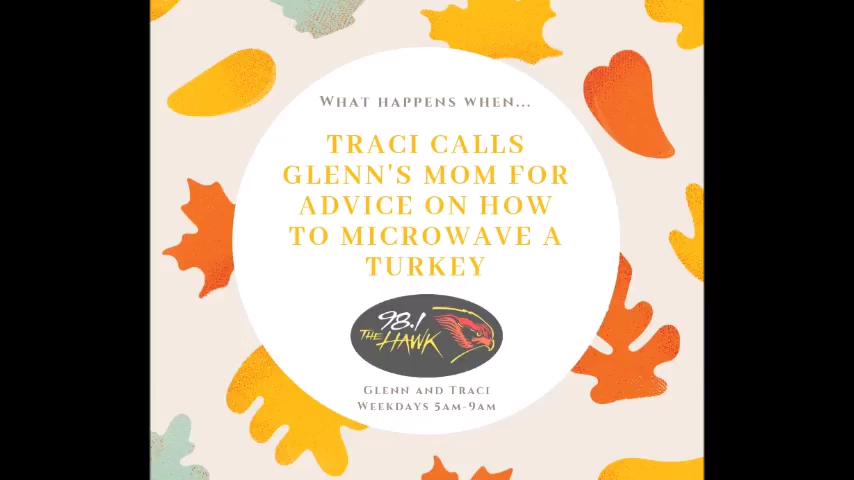 What happens when...
TRACI CALLS
GLENN'S MOM FOR
ADVICE ON HOW
TO MICROWAVE A
TURKEY
98.1
THE HAWK
Glenn and Traci
Weekdays 5am-9am